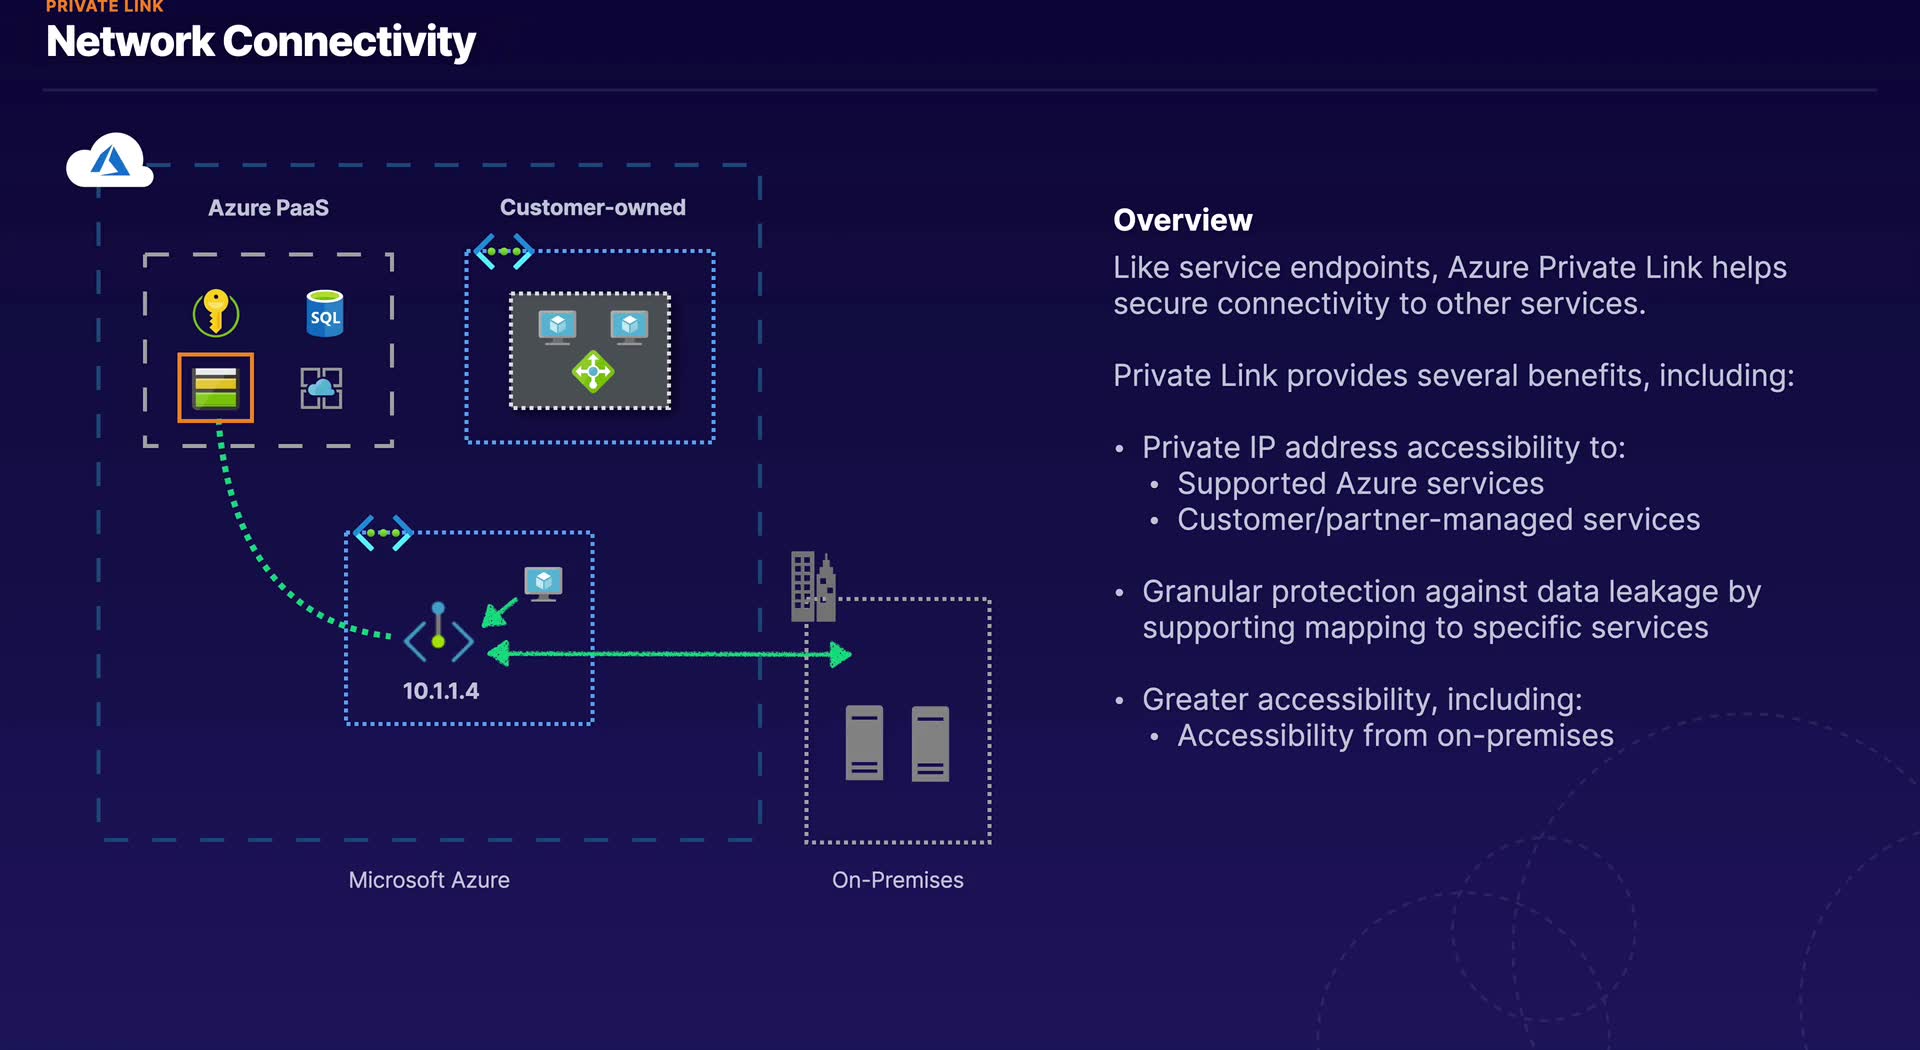 PRIVATE LINK
Network Connectivity
Azure PaaS
Customer-owned
SQL
10.1.1.4
Microsoft Azure
On-Premises
Overview
Like service endpoints, Azure Private Link helps
secure connectivity to other services.
Private Link provides several benefits, including:
• Private IP address accessibility to:
• Supported Azure services
• Customer/partner-managed services
• Granular protection against data leakage by
supporting mapping to specific services
• Greater accessibility, including:
• Accessibility from on-premises